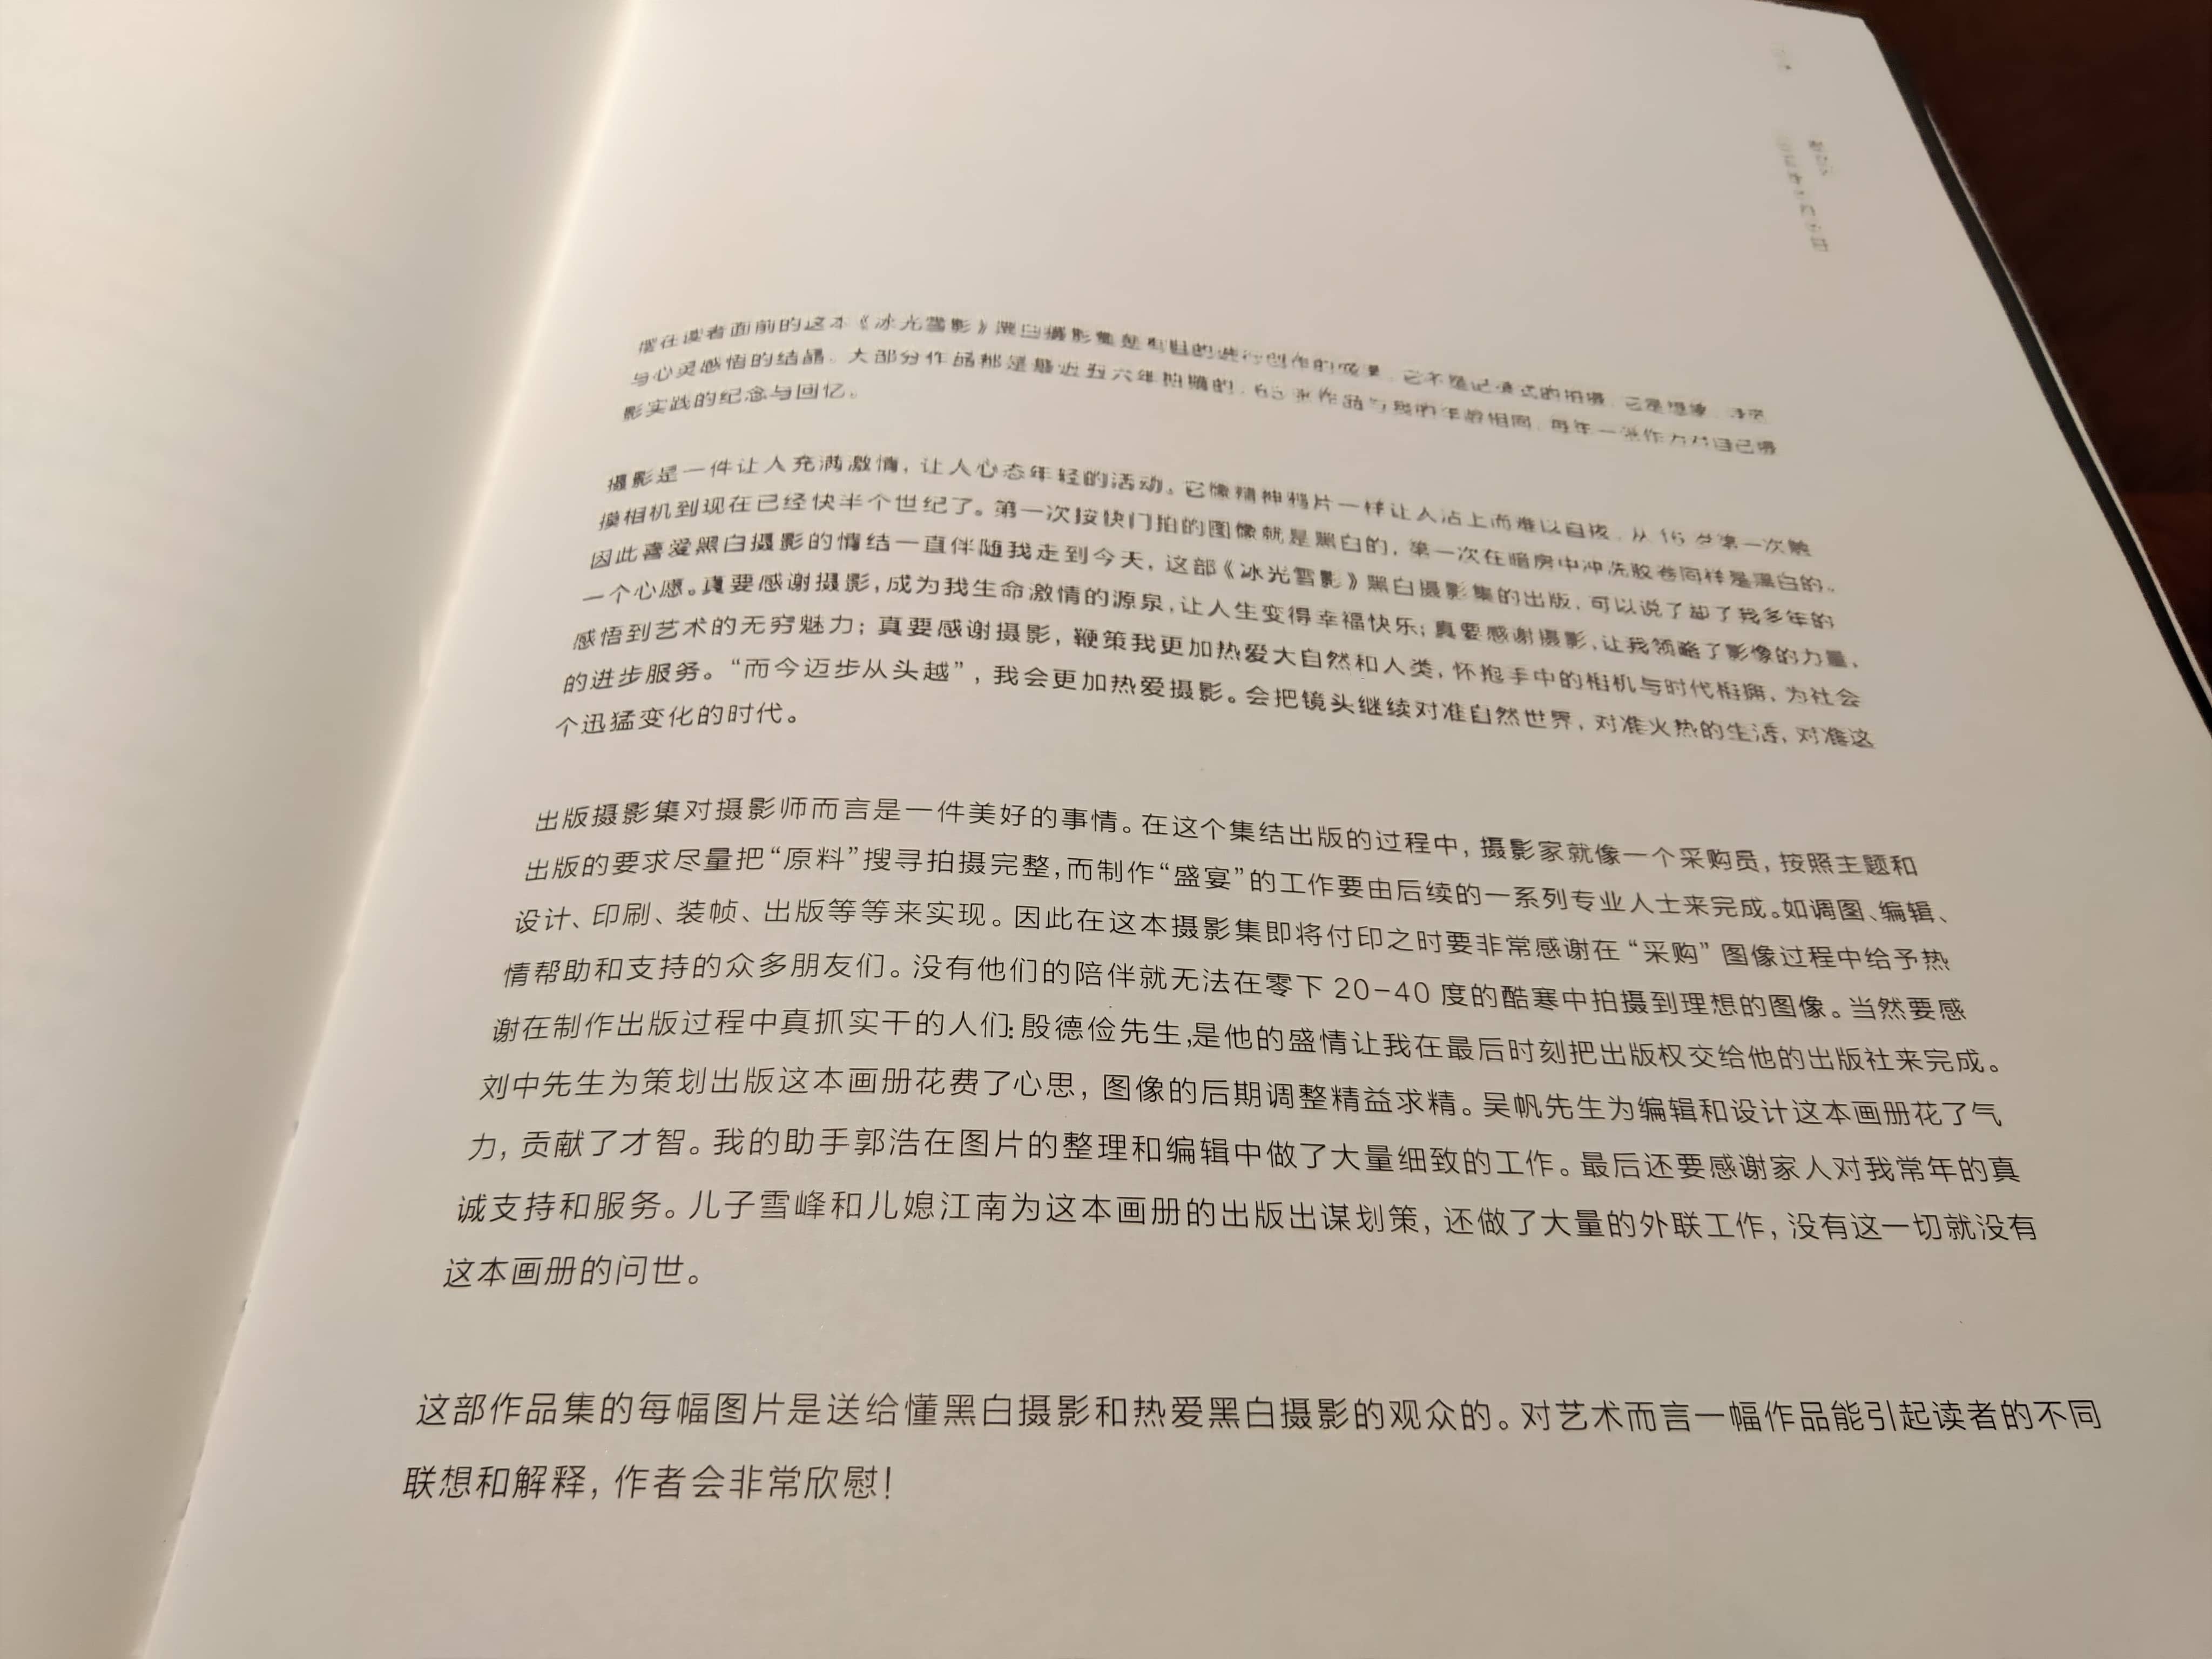 摆在读者面前的这本《冰光雪影》黑白摄影集是有目的进行创作的成果，它不是记录式的拍摄，它是想象、
与心灵感悟的结晶。大部分作品都是最近五六年拍摄的，65张作品与我的年龄相同，每年一张作为对自己摄
影实践的纪念与回忆。
摄影是一件让人充满激情，让人心态年轻的活动。它像精神鸦片一样让人沾上而难以自拔。从16岁第一次触
摸相机到现在已经快半个世纪了。第一次按快门拍的图像就是黑白的，第一次在暗房中冲洗胶卷同样是黑白的。
因此喜爱黑白摄影的情结一直伴随我走到今天，这部《冰光雪影》黑白摄影集的出版，可以说了却了我多年的
一个心愿。真要感谢摄影，成为我生命激情的源泉，让人生变得幸福快乐；真要感谢摄影，让我领略了影像的力量，
感悟到艺术的无穷魅力；真要感谢摄影，鞭策我更加热爱大自然和人类，怀抱手中的相机与时代相拥，为社会
的进步服务。“而今迈步从头越”，我会更加热爱摄影。会把镜头继续对准自然世界，对准火热的生活，对准这
个迅猛变化的时代。
出版摄影集对摄影师而言是一件美好的事情。在这个集结出版的过程中，摄影家就像一个采购员，按照主题和
出版的要求尽量把“原料”搜寻拍摄完整，而制作“盛宴”的工作要由后续的一系列专业人士来完成。如调图、编辑、
设计、印刷、装帧、出版等等来实现。因此在这本摄影集即将付印之时要非常感谢在“采购”图像过程中给予热
情帮助和支持的众多朋友们。没有他们的陪伴就无法在零下20-40度的酷寒中拍摄到理想的图像。当然要感
谢在制作出版过程中真抓实干的人们：殷德俭先生，是他的盛情让我在最后时刻把出版权交给他的出版社来完成。
刘中先生为策划出版这本画册花费了心思，图像的后期调整精益求精。吴帆先生为编辑和设计这本画册花了气
力，贡献了才智。我的助手郭浩在图片的整理和编辑中做了大量细致的工作。最后还要感谢家人对我常年的真
诚支持和服务。儿子雪峰和儿媳江南为这本画册的出版出谋划策，还做了大量的外联工作，没有这一切就没有
这本画册的问世。
这部作品集的每幅图片是送给懂黑白摄影和热爱黑白摄影的观众的。对艺术而言一幅作品能引起读者的不同
联想和解释，作者会非常欣慰！